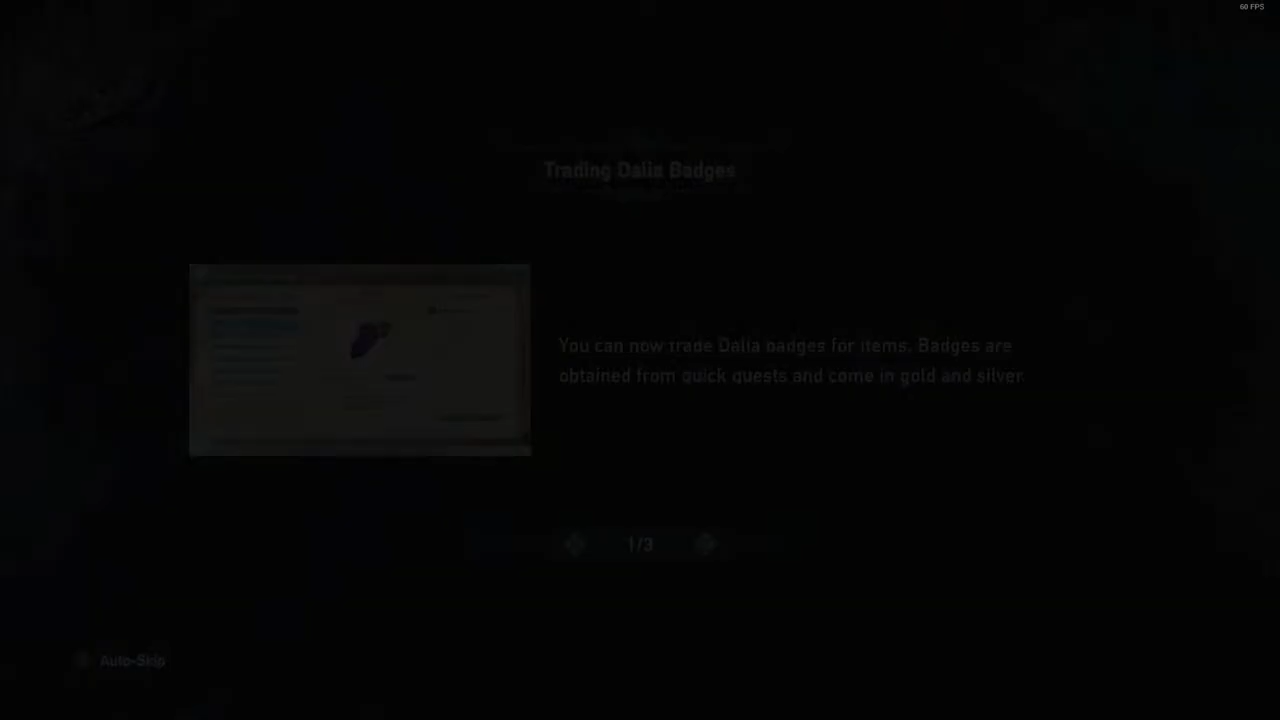 60 FPS
Trading Dalia Badges
You can now trade Dalia badges for items. Badges are
obtained from quick quests and come in gold and silver.
1/3
Auto-Skip